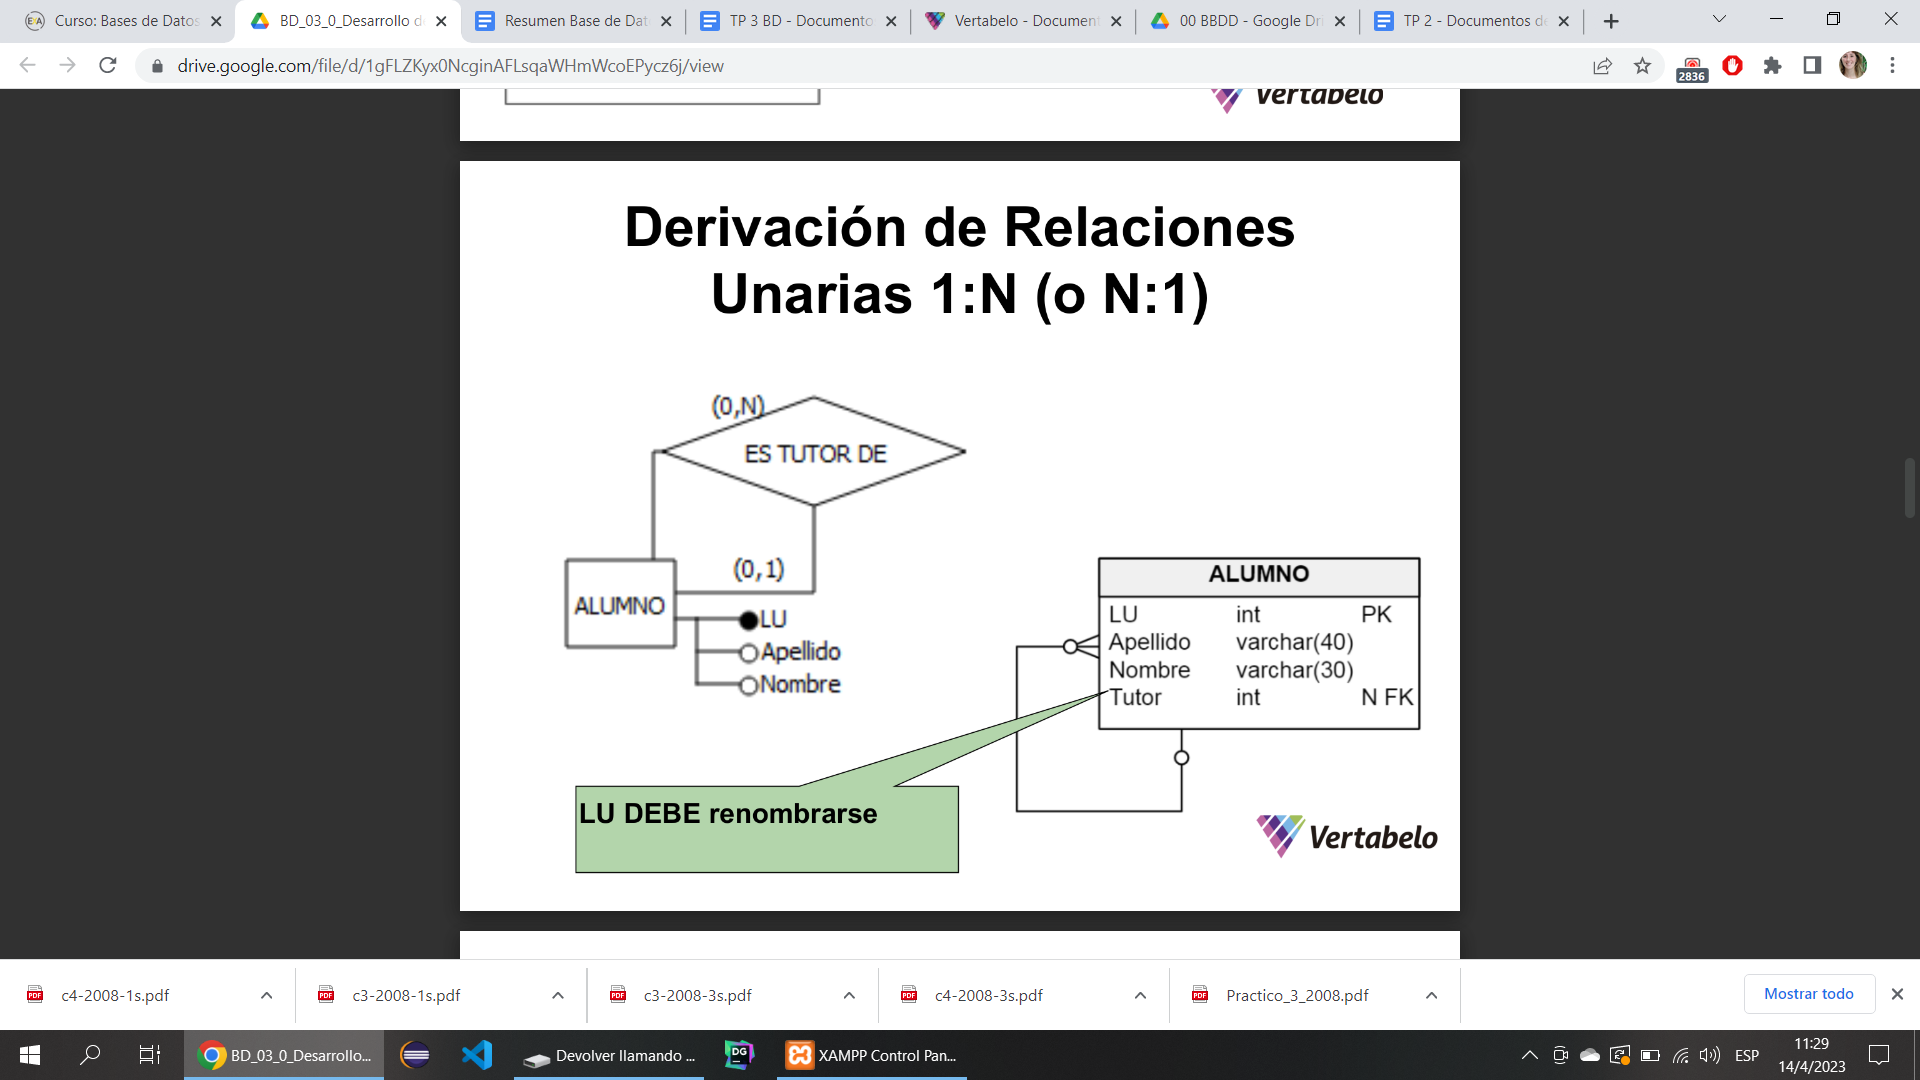 Curso: Bases de Datos
BD_03_0_Desarrollo de
Resumen Base de Dat
TP 3 BD - Documento
Vertabelo - Document
00 BBDD - Google Dri
TP 2 - Documentos de
drive.google.com/file/d/1gFLZKyx0NcginAFLsqaWHmWcoEPycz6j/view
2836
Vertabelo
Derivación de Relaciones
Unarias 1:N (o N:1)
(0,N)
ES TUTOR DE
(0,1)
ALUMNO
LU
Apellido
Nombre
ALUMNO
LU int PK
Apellido varchar(40)
Nombre varchar(30)
Tutor int N FK
LU DEBE renombrarse
Vertabelo
c4-2008-1s.pdf
c3-2008-1s.pdf
c3-2008-3s.pdf
c4-2008-3s.pdf
Practico_3_2008.pdf
Mostrar todo
BD_03_0_Desarrollo...
Devolver llamando ...
DG
XAMPP Control Pan...
ESP
11:29
14/4/2023